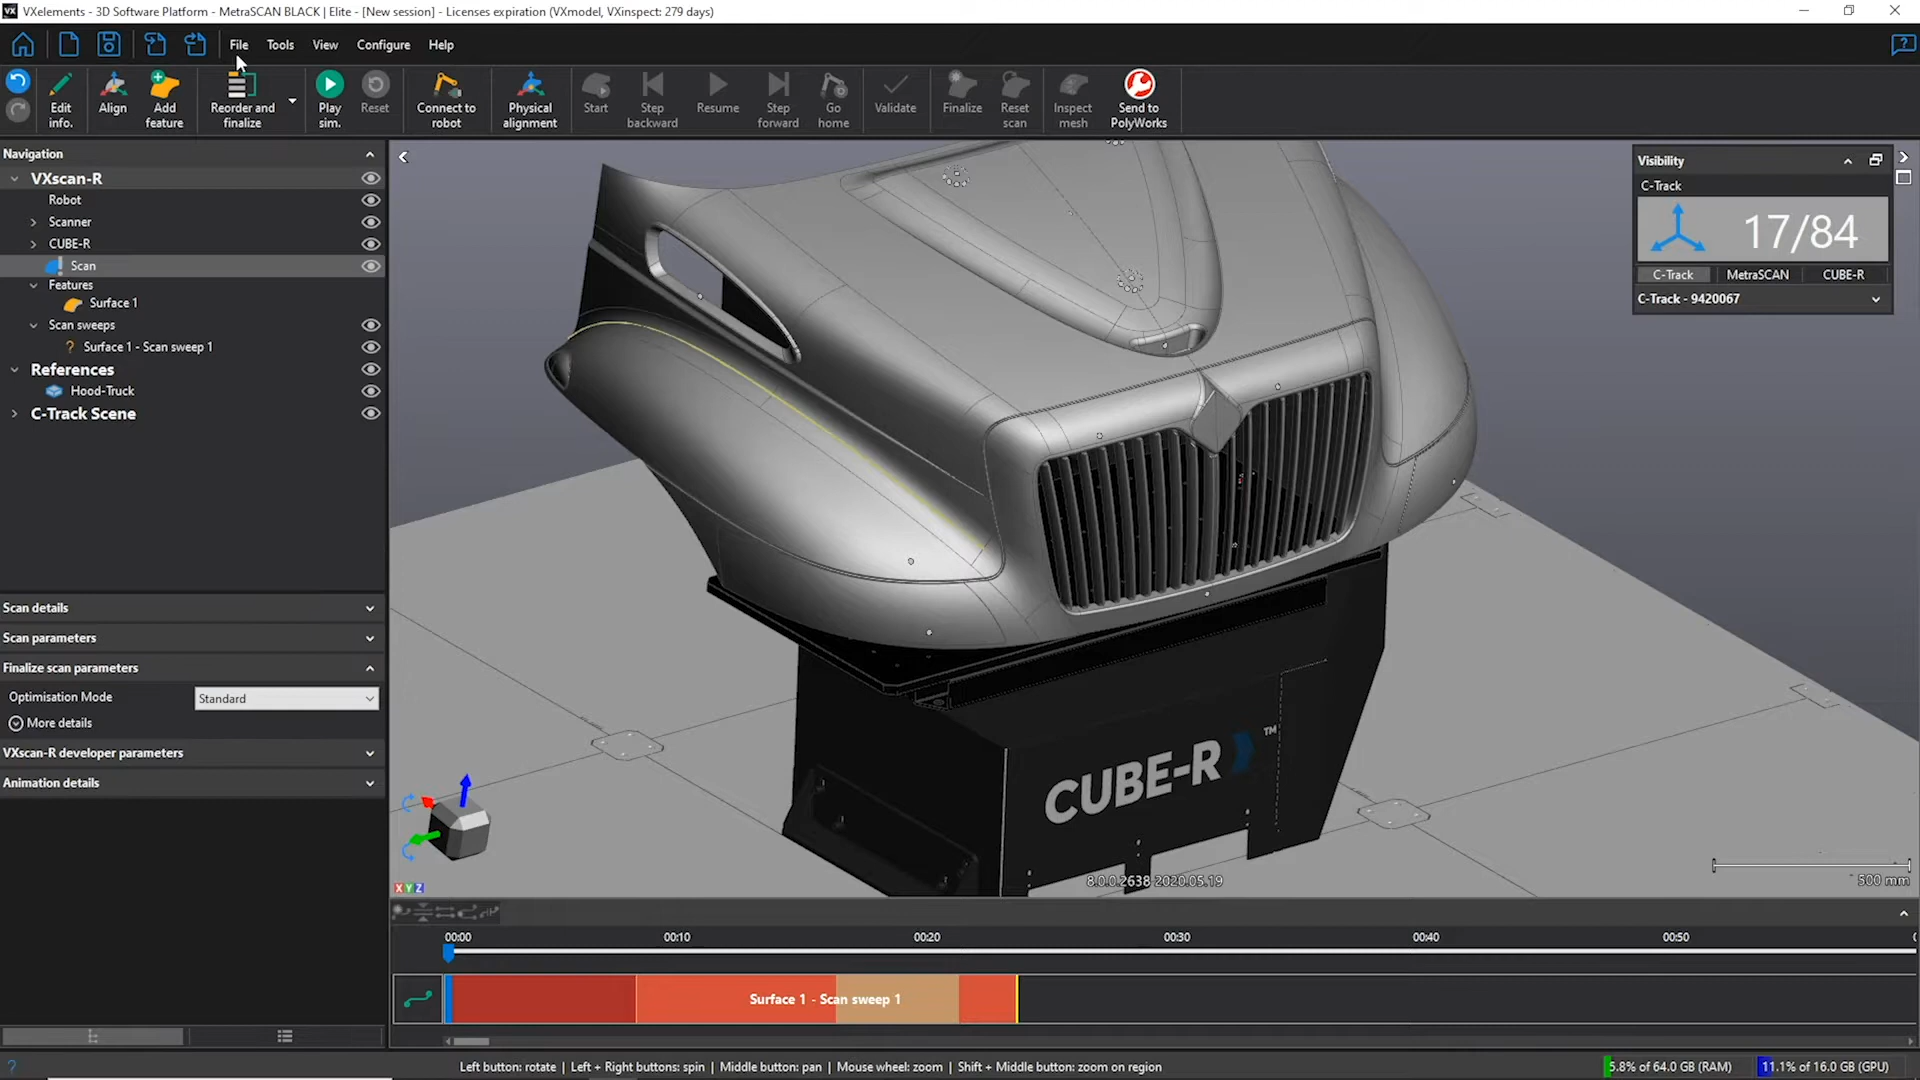 VXelements - 3D Software Platform - MetraSCAN BLACK | Elite - [New session] - Licenses expiration (VXmodel, VXinspect: 279 days)
File Tools View Configure Help
Edit info.
Align
Add feature
Reorder and finalize
Play sim.
Reset
Connect to robot
Physical alignment
Start
Step backward
Resume
Step forward
Go home
Validate
Finalize
Reset scan
Inspect mesh
Send to PolyWorks
Navigation
VXscan-R
Robot
Scanner
CUBE-R
Scan
Features
Surface 1
Scan sweeps
? Surface 1 - Scan sweep 1
References
Hood-Truck
C-Track Scene
Scan details
Scan parameters
Finalize scan parameters
Optimisation Mode Standard
More details
VXscan-R developer parameters
Animation details
Visibility
C-Track
17/84
C-Track MetraSCAN CUBE-R
C-Track - 9420067
CUBE-R ™
X Y Z
8.0.0.2638 2020.05.19
500 mm
00:00 00:10 00:20 00:30 00:40 00:50
Surface 1 - Scan sweep 1
Left button: rotate | Left + Right buttons: spin | Middle button: pan | Mouse wheel: zoom | Shift + Middle button: zoom on region
5.8% of 64.0 GB (RAM)
11.1% of 16.0 GB (GPU)